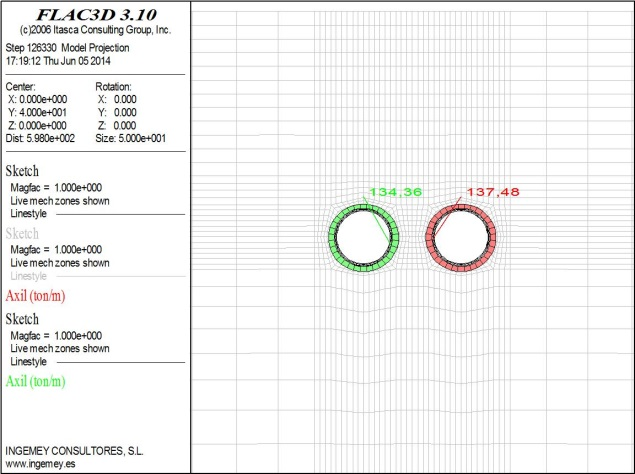 FLAC3D 3.10
(c)2006 Itasca Consulting Group, Inc.
Step 126330 Model Projection
17:19:12 Thu Jun 05 2014
Center: Rotation:
X: 0.000e+000 X: 0.000
Y: 4.000e+001 Y: 0.000
Z: 0.000e+000 Z: 0.000
Dist: 5.980e+002 Size: 5.000e+001
Sketch
Magfac = 1.000e+000
Live mech zones shown
Linestyle
Sketch
Magfac = 1.000e+000
Live mech zones shown
Linestyle
Axil (ton/m)
Sketch
Magfac = 1.000e+000
Live mech zones shown
Linestyle
Axil (ton/m)
INGEMEY CONSULTORES, S.L.
www.ingemey.es
134,36
137,48